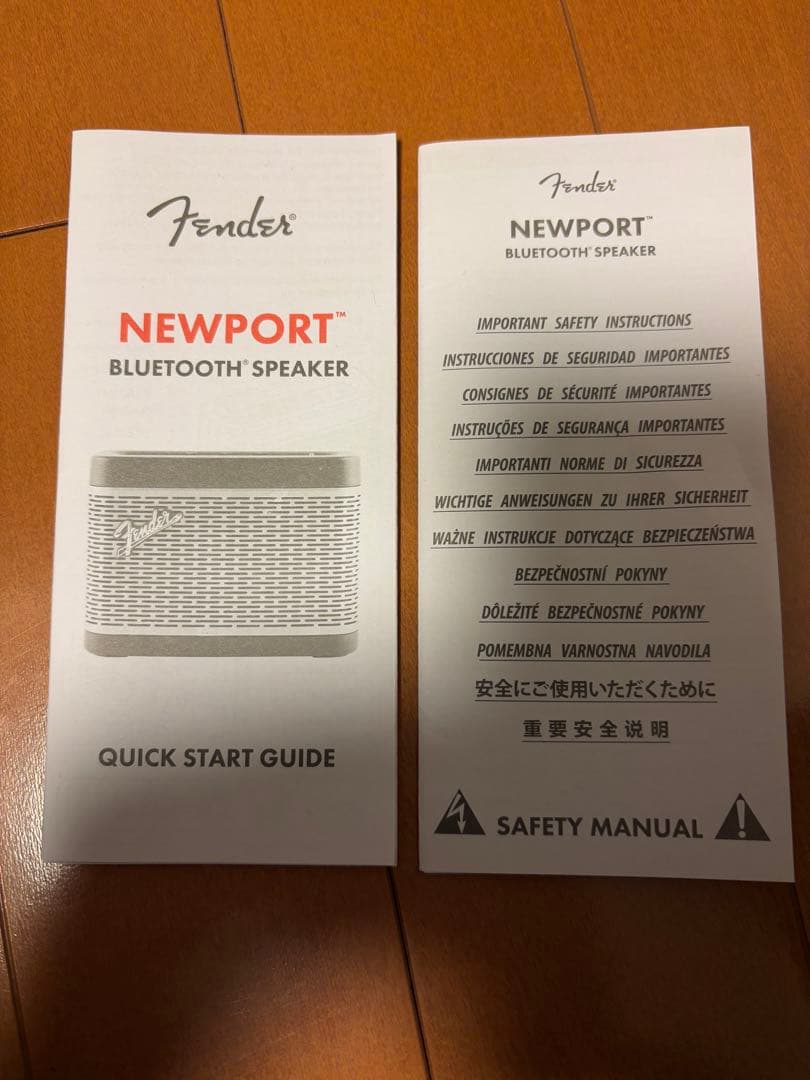 Fender®
NEWPORT™
BLUETOOTH® SPEAKER
Fender
QUICK START GUIDE
Fender®
NEWPORT™
BLUETOOTH® SPEAKER
IMPORTANT SAFETY INSTRUCTIONS
INSTRUCCIONES DE SEGURIDAD IMPORTANTES
CONSIGNES DE SÉCURITÉ IMPORTANTES
INSTRUÇÕES DE SEGURANÇA IMPORTANTES
IMPORTANTI NORME DI SICUREZZA
WICHTIGE ANWEISUNGEN ZU IHRER SICHERHEIT
WAŻNE INSTRUKCJE DOTYCZĄCE BEZPIECZEŃSTWA
BEZPEČNOSTNÍ POKYNY
DÔLEŽITÉ BEZPEČNOSTNÉ POKYNY
POMEMBNA VARNOSTNA NAVODILA
安全にご使用いただくために
重要安全说明
SAFETY MANUAL